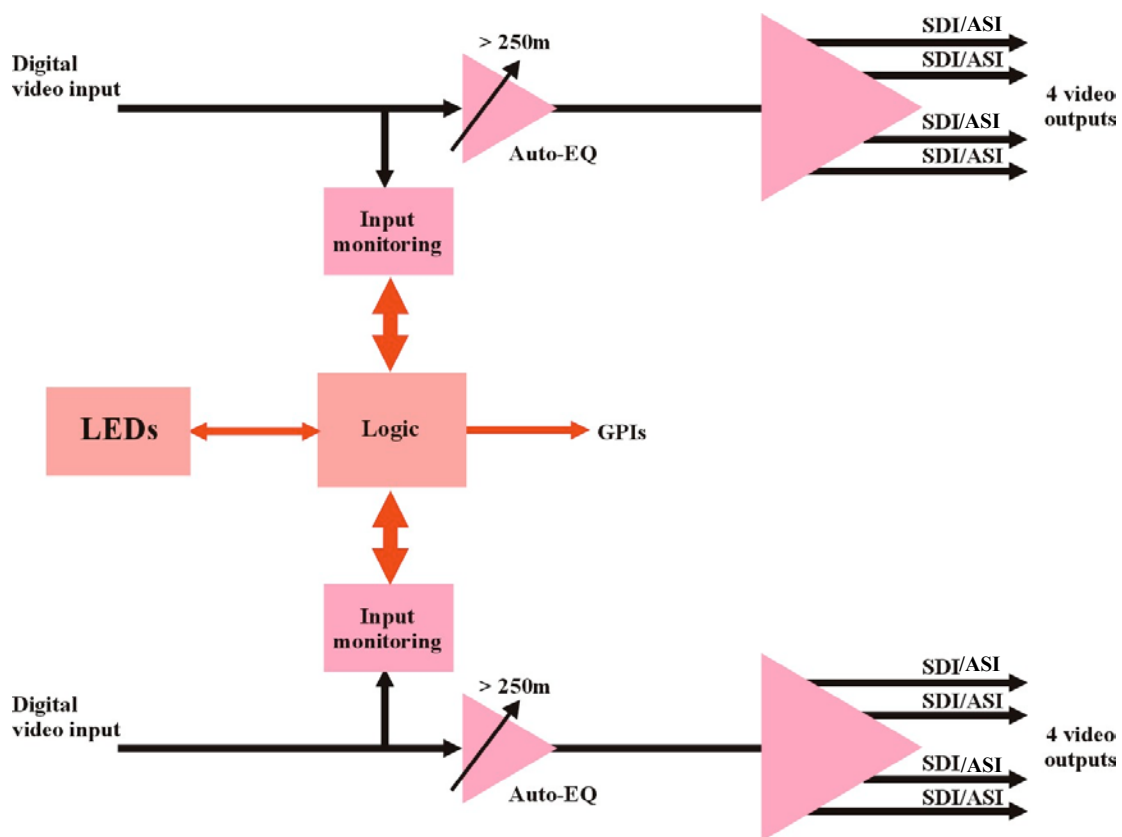 SDI/ASI
> 250m
SDI/ASI
Digital
video input
4 video
outputs
SDI/ASI
Auto-EQ
SDI/ASI
Input
monitoring
LEDs
Logic
GPIs
Input
monitoring
SDI/ASI
> 250m
SDI/ASI
Digital
video input
4 video
outputs
SDI/ASI
Auto-EQ
SDI/ASI